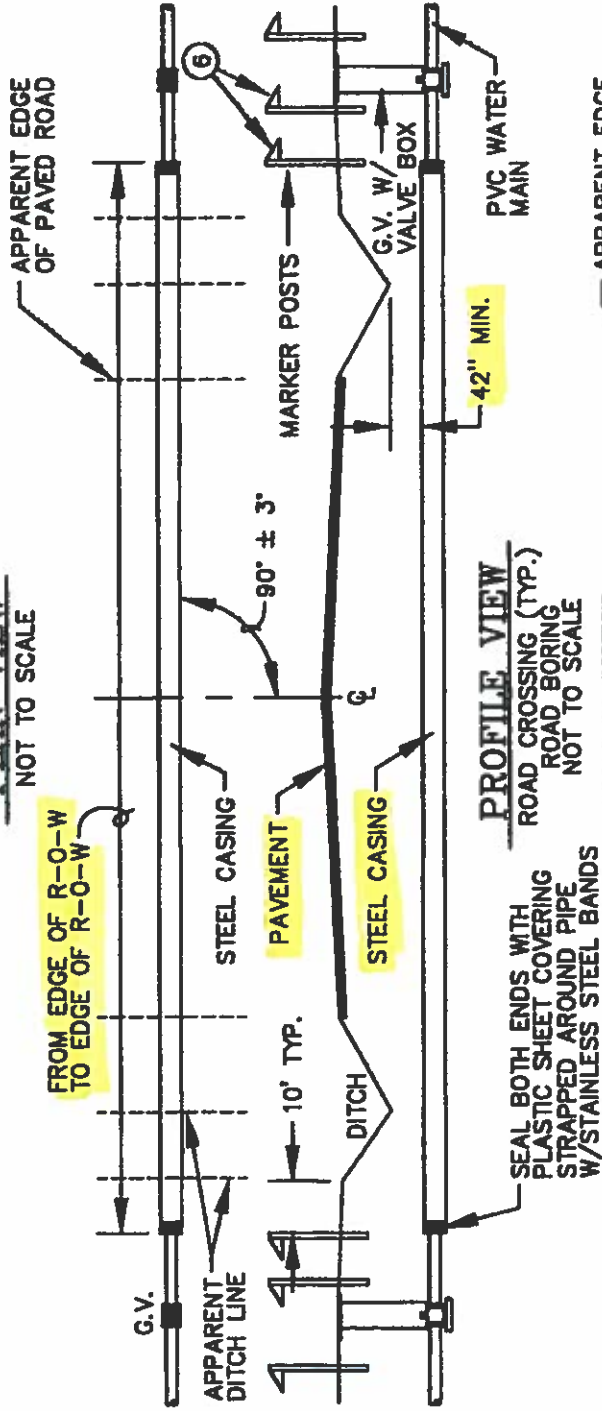 NOT TO SCALE
APPARENT EDGE
OF PAVED ROAD
FROM EDGE OF R-O-W
TO EDGE OF R-O-W
G.V.
STEEL CASING
90° ± 3°
APPARENT
DITCH LINE
10' TYP.
PAVEMENT
MARKER POSTS
6
DITCH
℄
G.V. W/
VALVE BOX
STEEL CASING
42" MIN.
PVC WATER
MAIN
SEAL BOTH ENDS WITH
PLASTIC SHEET COVERING
STRAPPED AROUND PIPE
W/STAINLESS STEEL BANDS
PROFILE VIEW
ROAD CROSSING (TYP.)
ROAD BORING
NOT TO SCALE
APPARENT EDGE